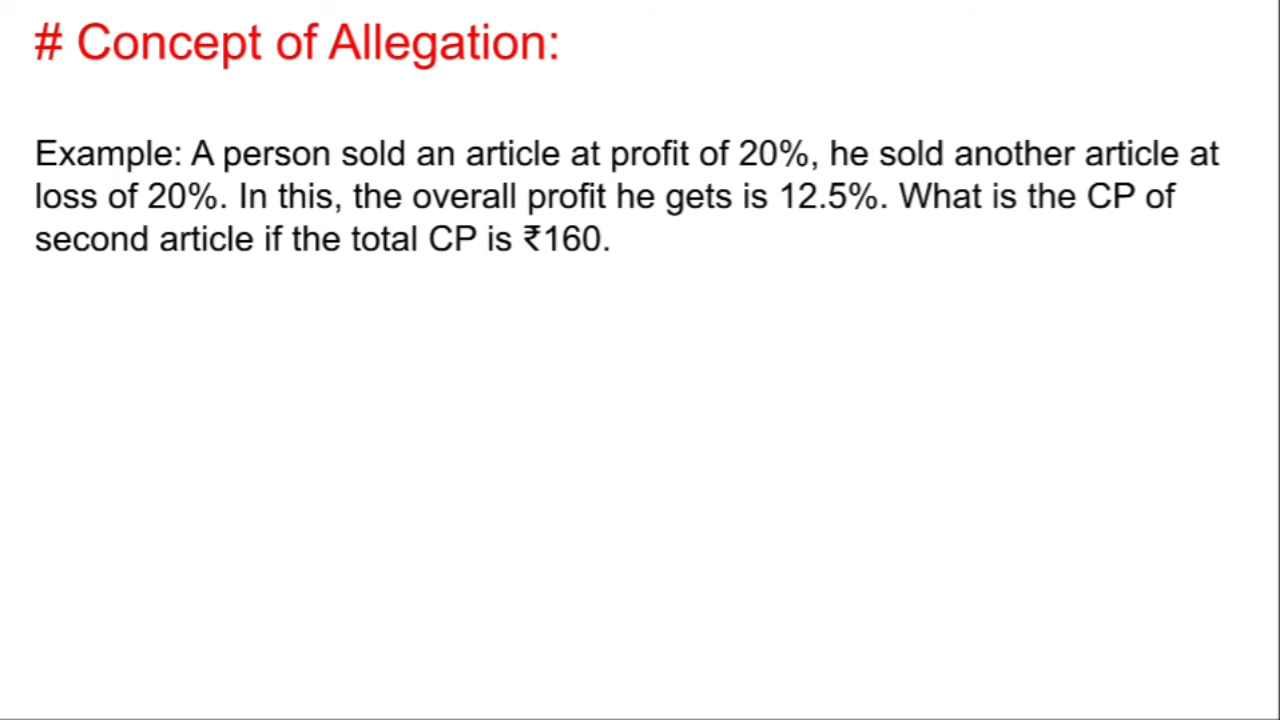 # Concept of Allegation:
Example: A person sold an article at profit of 20%, he sold another article at
loss of 20%. In this, the overall profit he gets is 12.5%. What is the CP of
second article if the total CP is ₹160.